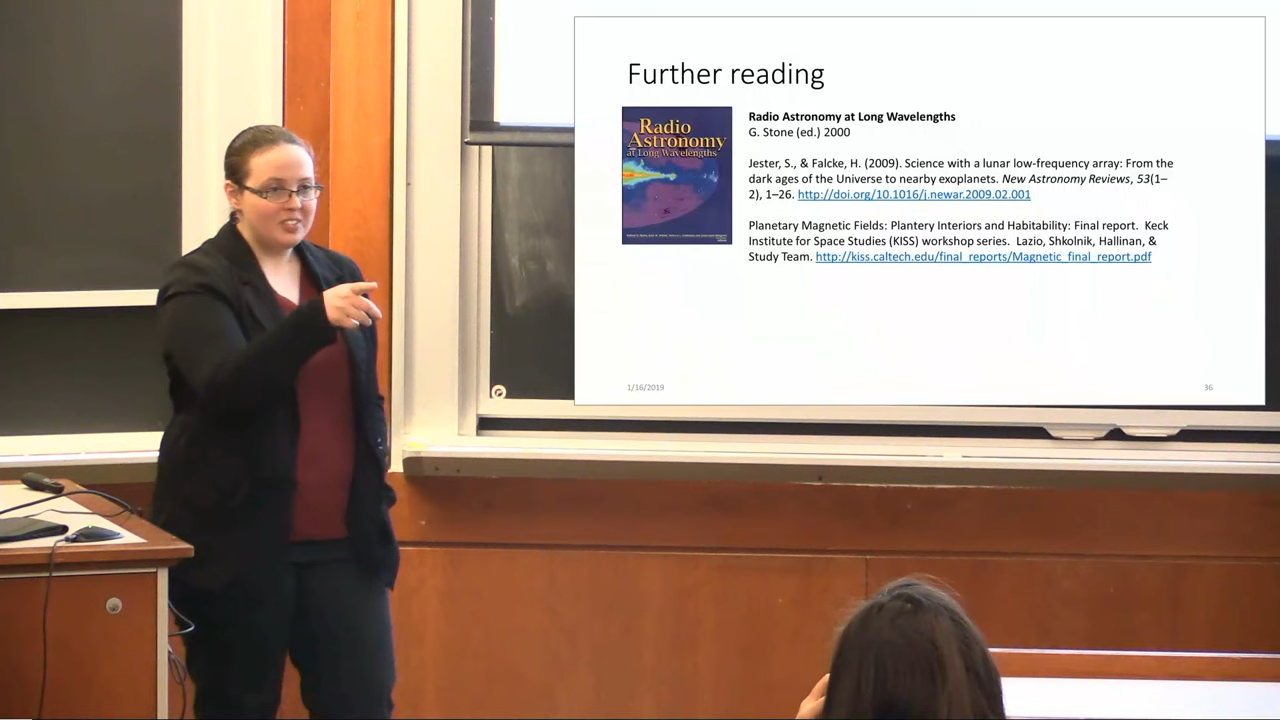 Further reading
Radio
Astronomy
at Long Wavelengths
Radio Astronomy at Long Wavelengths
G. Stone (ed.) 2000
Jester, S., & Falcke, H. (2009). Science with a lunar low-frequency array: From the
dark ages of the Universe to nearby exoplanets. New Astronomy Reviews, 53(1–
2), 1–26. http://doi.org/10.1016/j.newar.2009.02.001
Planetary Magnetic Fields: Plantery Interiors and Habitability: Final report.  Keck
Institute for Space Studies (KISS) workshop series.  Lazio, Shkolnik, Hallinan, &
Study Team. http://kiss.caltech.edu/final_reports/Magnetic_final_report.pdf
1/16/2019
36